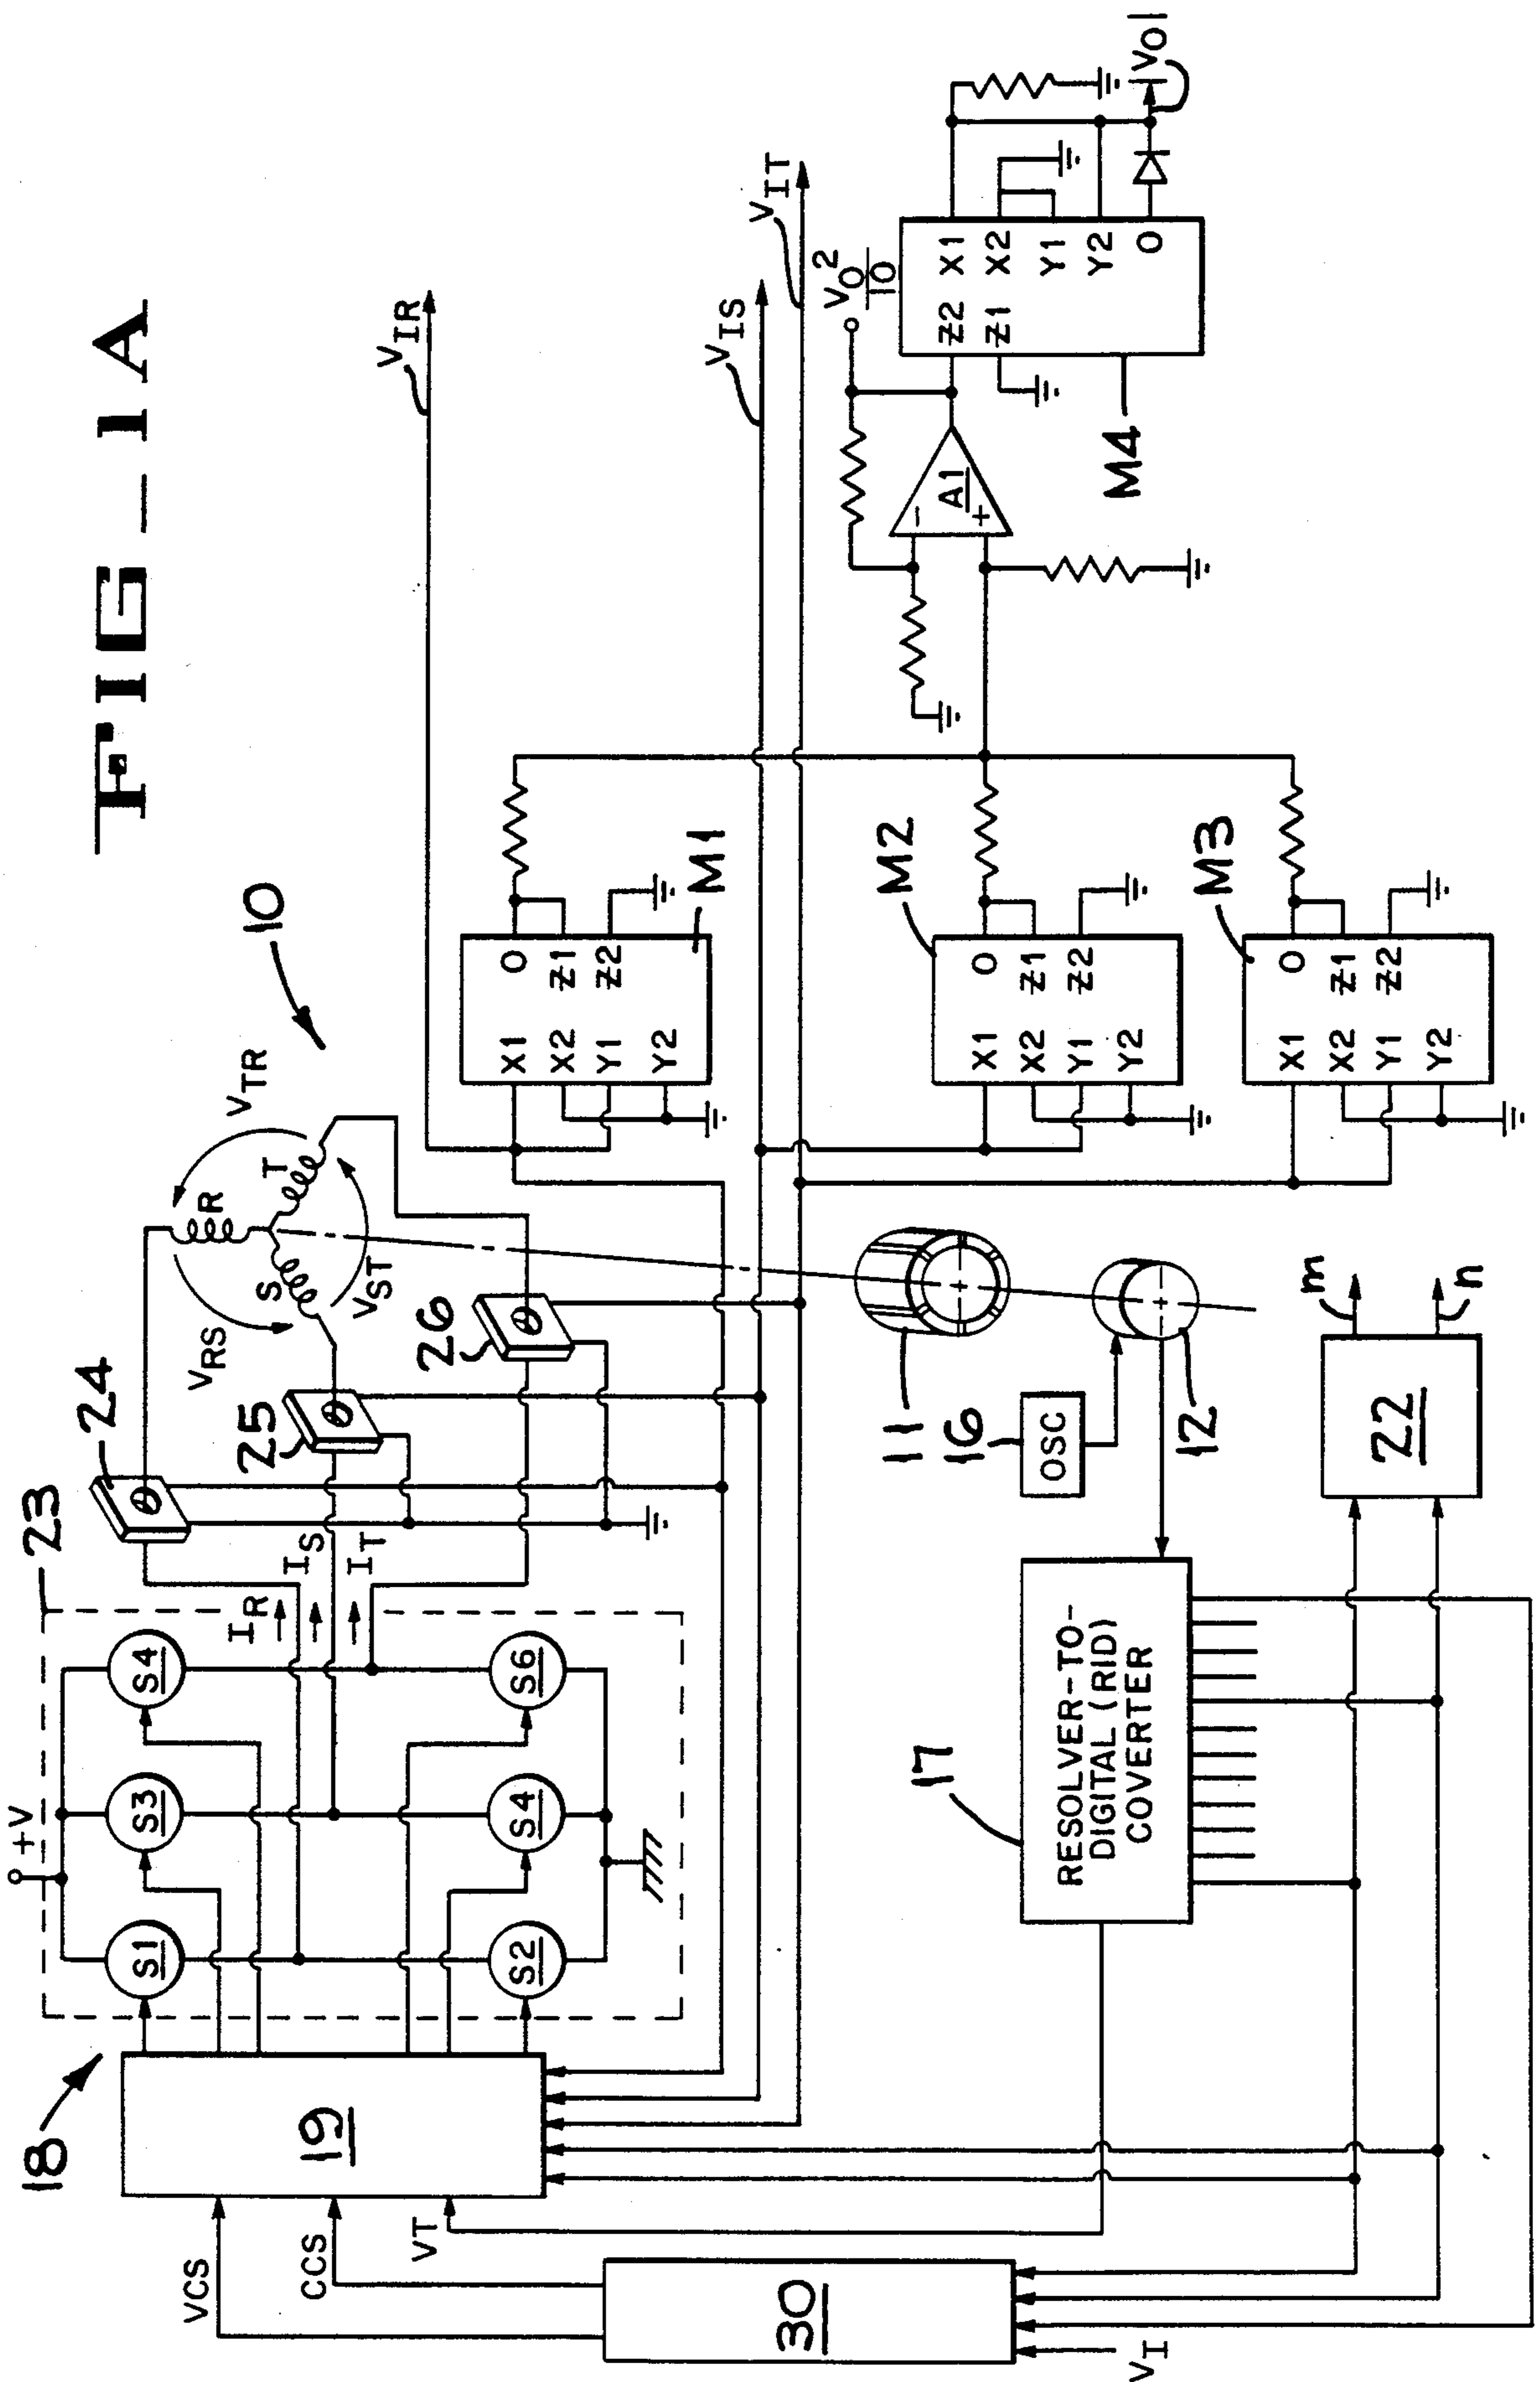 FIG_1A
18
VCS
CCS
VT
30
VI
19
+V
23
S1
S3
S4
S2
S4
S6
IR
IS
IT
24
25
26
VRS
VST
VTR
R
S
T
10
VIR
VIS
VIT
X1
X2
Y1
Y2
O
Z1
Z2
M1
X1
X2
Y1
Y2
O
Z1
Z2
M2
X1
X2
Y1
Y2
O
Z1
Z2
M3
A1
-
+
VO²
10
Z2
Z1
X1
X2
Y1
Y2
O
M4
VO1
11
16
OSC
12
17
RESOLVER-TO-
DIGITAL (RID)
COVERTER
22
m
n